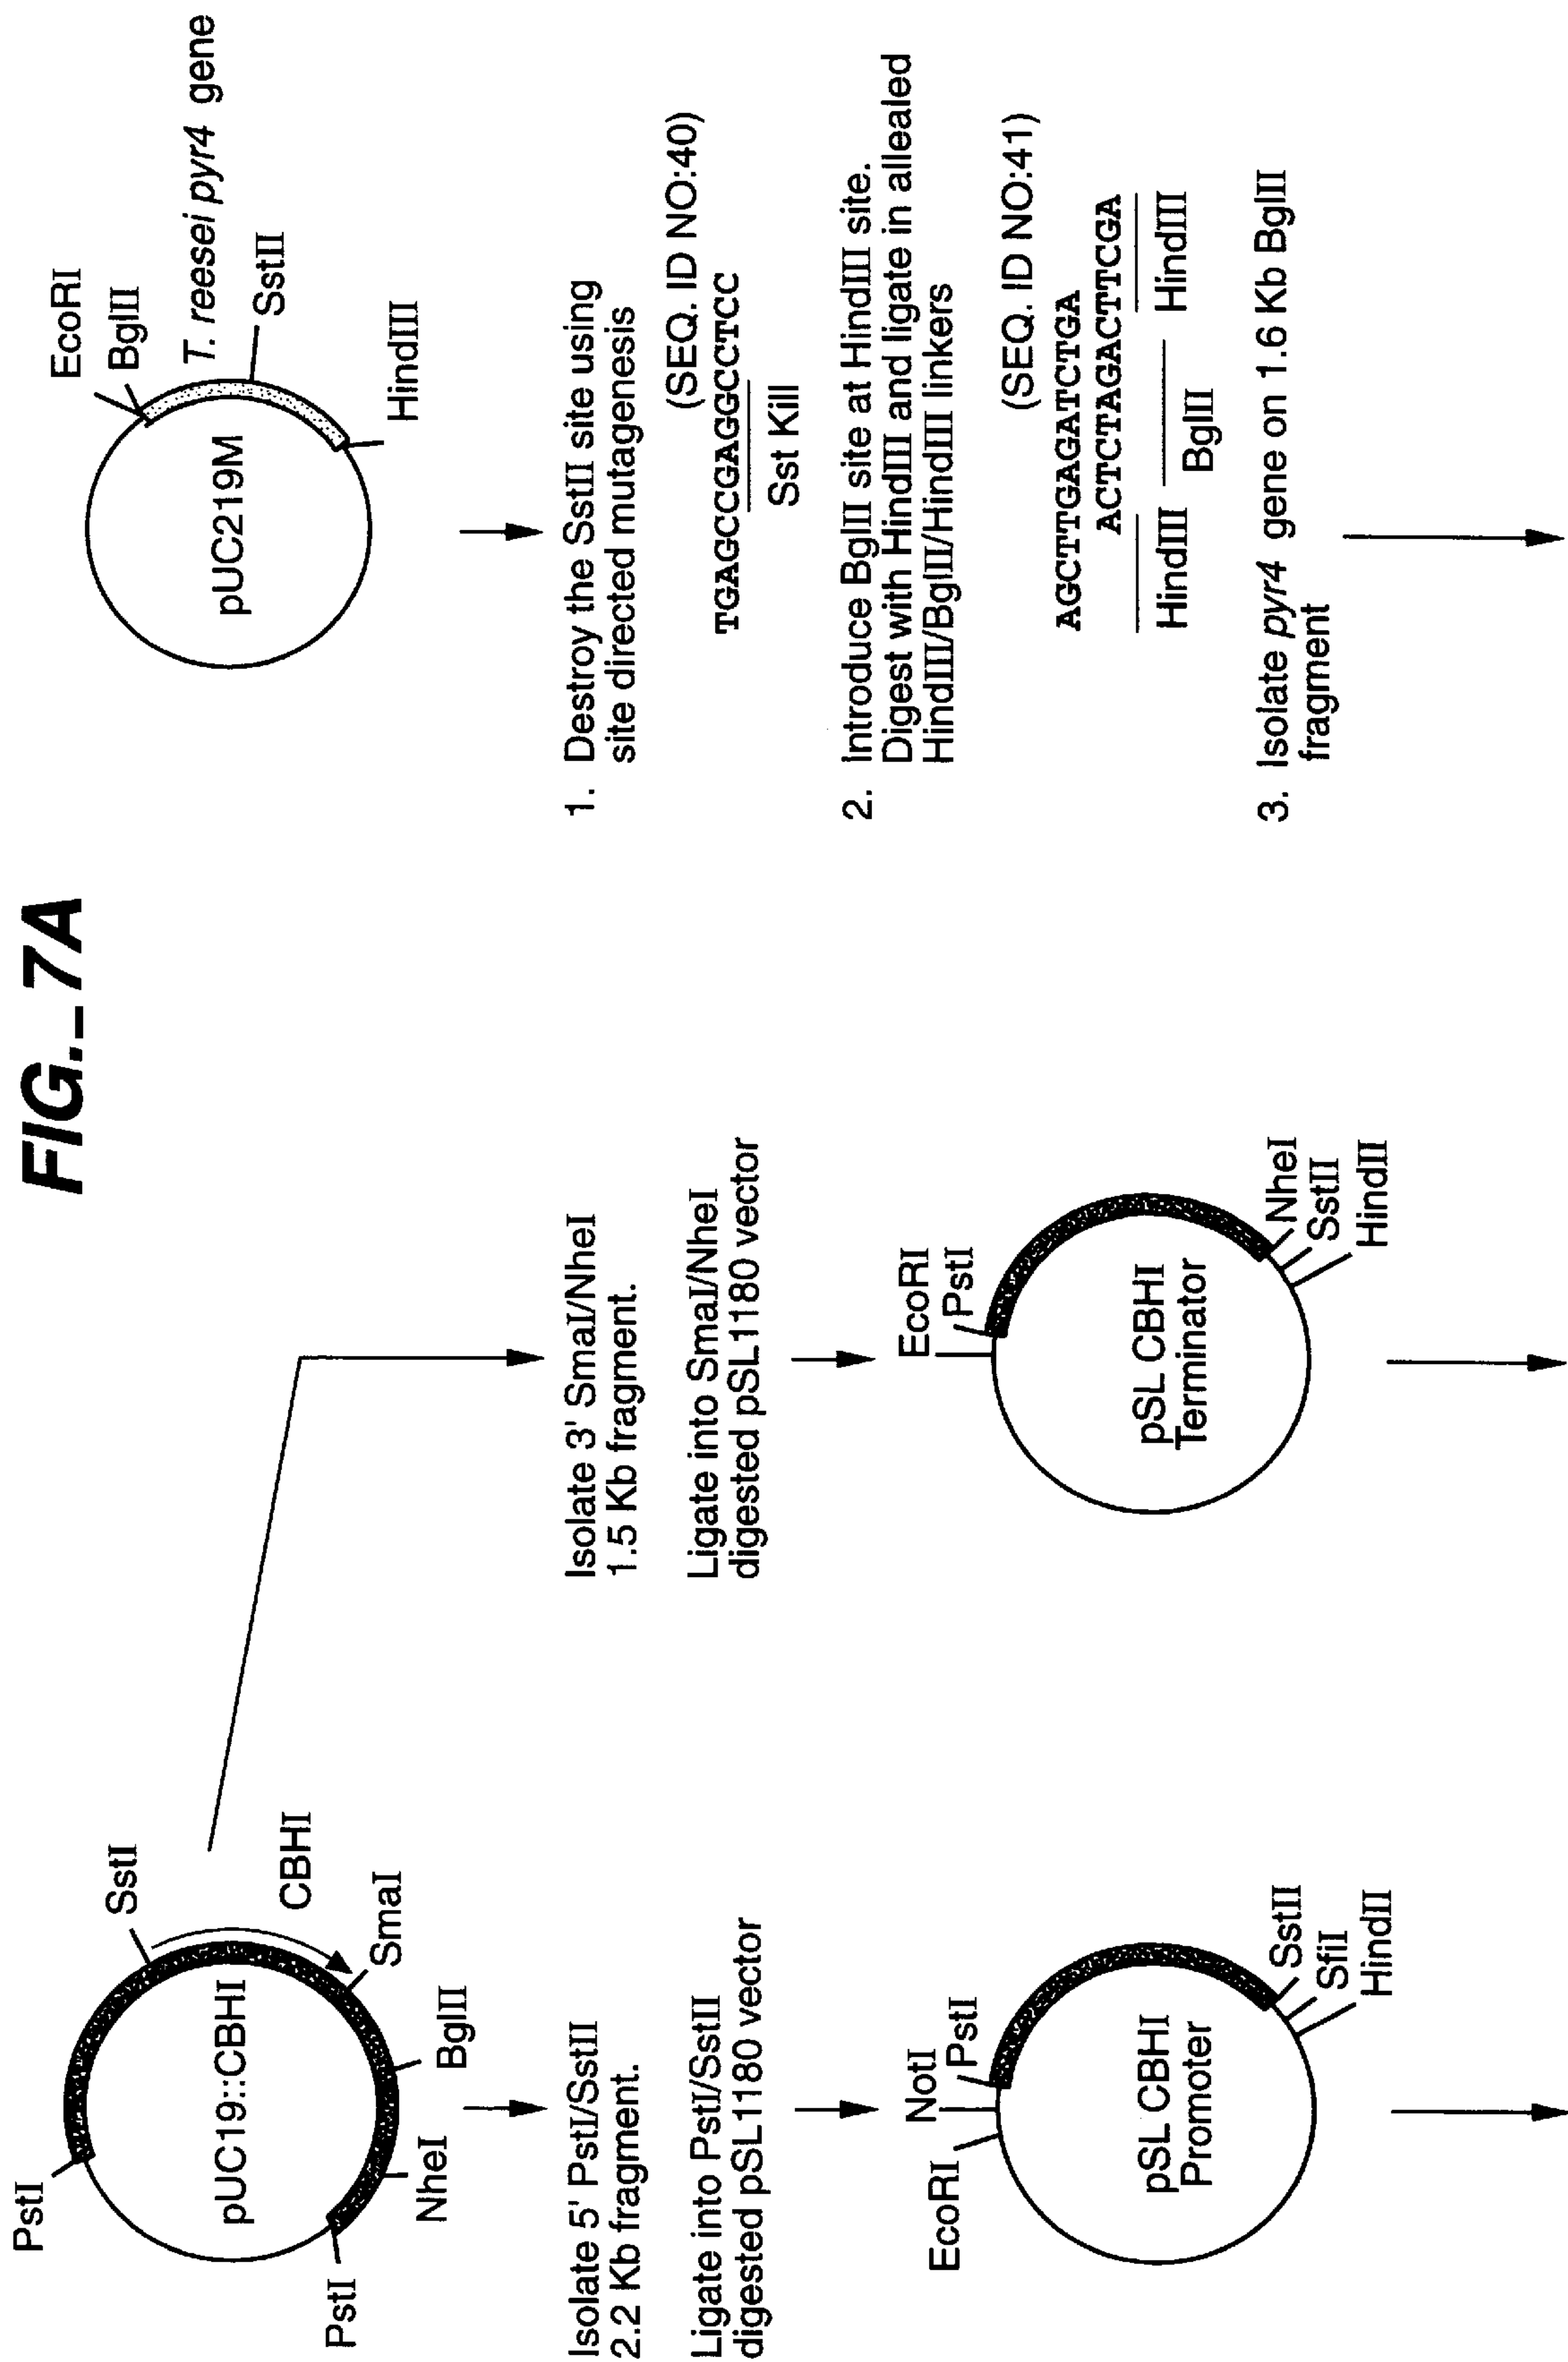 FIG._7A
PstI
SstI
CBHI
SmaI
BglII
NheI
PstI
pUC19::CBHI
Isolate 5' PstI/SstII
2.2 Kb fragment.
Ligate into PstI/SstII
digested pSL1180 vector
EcoRI
NotI
PstI
SstII
SfiI
HindII
pSL CBHI
Promoter
Isolate 3' SmaI/NheI
1.5 Kb fragment.
Ligate into SmaI/NheI
digested pSL1180 vector
EcoRI
PstI
NheI
SstII
HindII
pSL CBHI
Terminator
EcoRI
BglII
T. reesei pyr4 gene
SstII
HindIII
pUC219M
1. Destroy the SstII site using
site directed mutagenesis
(SEQ. ID NO:40)
TGAGCCGAGGCCTCC
Sst Kill
2. Introduce BglII site at HindIII site.
Digest with HindIII and ligate in allealed
HindIII/BglII/HindIII linkers
(SEQ. ID NO:41)
AGCTTGAGATCTGA
ACTCTAGACTTCGA
HindIII
BglII
HindIII
3. Isolate pyr4 gene on 1.6 Kb BglII
fragment